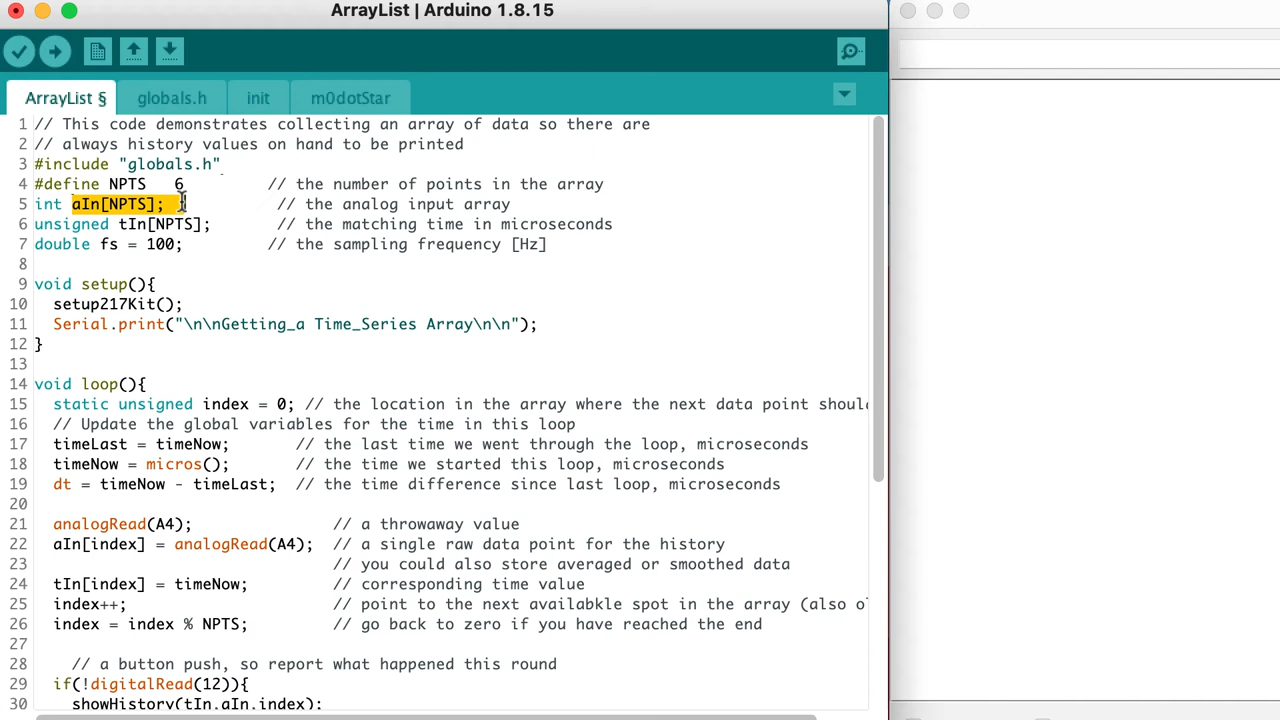 ArrayList | Arduino 1.8.15
ArrayList § globals.h init m0dotStar
1 // This code demonstrates collecting an array of data so there are
2 // always history values on hand to be printed
3 #include "globals.h"
4 #define NPTS 6 // the number of points in the array
5 int aIn[NPTS]; // the analog input array
6 unsigned tIn[NPTS]; // the matching time in microseconds
7 double fs = 100; // the sampling frequency [Hz]
8
9 void setup(){
10 setup217Kit();
11 Serial.print("\n\nGetting_a Time_Series Array\n\n");
12 }
13
14 void loop(){
15 static unsigned index = 0; // the location in the array where the next data point shoul
16 // Update the global variables for the time in this loop
17 timeLast = timeNow; // the last time we went through the loop, microseconds
18 timeNow = micros(); // the time we started this loop, microseconds
19 dt = timeNow - timeLast; // the time difference since last loop, microseconds
20
21 analogRead(A4); // a throwaway value
22 aIn[index] = analogRead(A4); // a single raw data point for the history
23 // you could also store averaged or smoothed data
24 tIn[index] = timeNow; // corresponding time value
25 index++; // point to the next availabkle spot in the array (also ol
26 index = index % NPTS; // go back to zero if you have reached the end
27
28 // a button push, so report what happened this round
29 if(!digitalRead(12)){
30 showHistory(tIn,aIn,index);